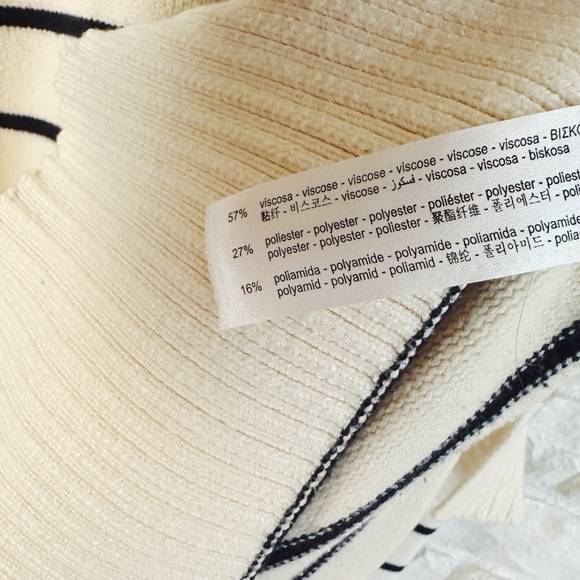 57% viscosa - viscose - viscose - viscose - viscose - viscosa - ΒΙΣΚΟ
粘纤 - 비스코스 - viscose - فسكوز - viscosa - viscosa - biskosa
27% poliester - polyester - polyester - poliéster - polyester - poliest
polyester - polyester - poliester - 聚酯纤维 - 폴리에스터 - poli
16% poliamida - polyamide - polyamide - poliamida - polyamide
polyamid - polyamid - poliamid - 锦纶 - 폴리아미드 - polia